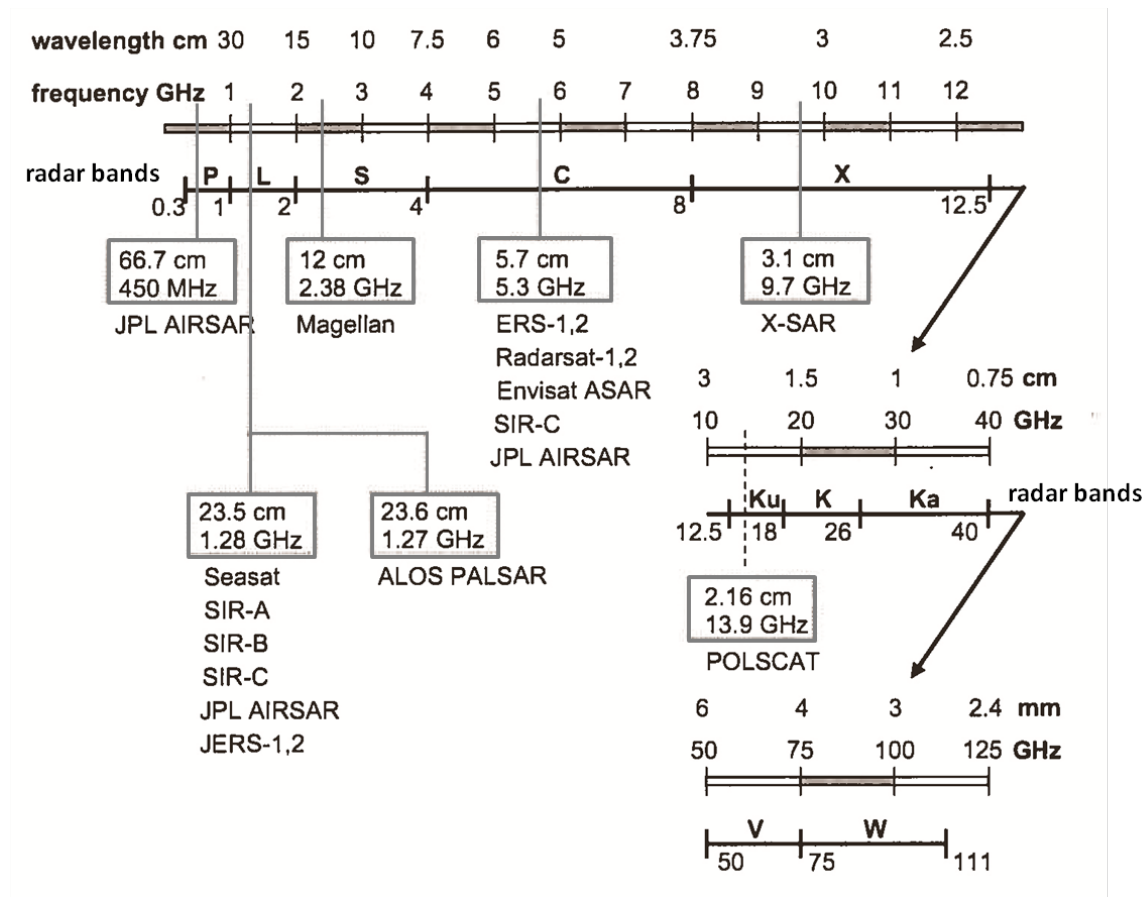 wavelength cm 30 15 10 7.5 6 5 3.75 3 2.5
frequency GHz 1 2 3 4 5 6 7 8 9 10 11 12
radar bands P L S C X
0.3 1 2 4 8 12.5
66.7 cm
450 MHz
JPL AIRSAR
12 cm
2.38 GHz
Magellan
5.7 cm
5.3 GHz
ERS-1,2
Radarsat-1,2
Envisat ASAR
SIR-C
JPL AIRSAR
3.1 cm
9.7 GHz
X-SAR
23.5 cm
1.28 GHz
Seasat
SIR-A
SIR-B
SIR-C
JPL AIRSAR
JERS-1,2
23.6 cm
1.27 GHz
ALOS PALSAR
3 1.5 1 0.75 cm
10 20 30 40 GHz
Ku K Ka radar bands
12.5 18 26 40
2.16 cm
13.9 GHz
POLSCAT
6 4 3 2.4 mm
50 75 100 125 GHz
V W
50 75 111